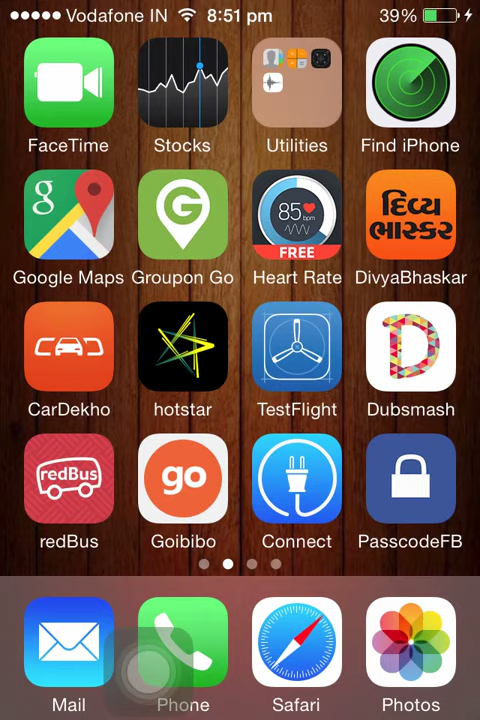 Vodafone IN 8:51 pm 39%
FaceTime Stocks Utilities Find iPhone
g G 85 bpm દિવ્ય
FREE ભાસ્કર
Google Maps Groupon Go Heart Rate DivyaBhaskar
D
CarDekho hotstar TestFlight Dubsmash
redBus go
redBus Goibibo Connect PasscodeFB
Mail Phone Safari Photos